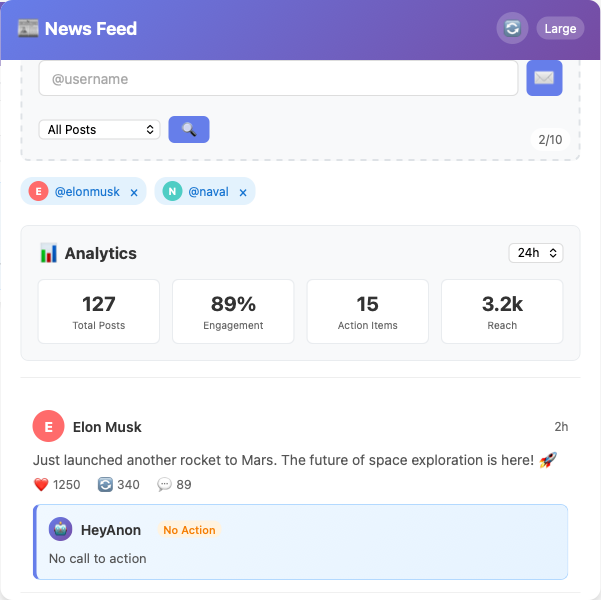 News Feed
Large
@username
All Posts
2/10
E @elonmusk ×
N @naval ×
Analytics
24h
127
Total Posts
89%
Engagement
15
Action Items
3.2k
Reach
E Elon Musk
2h
Just launched another rocket to Mars. The future of space exploration is here! 🚀
❤️ 1250 🔄 340 💬 89
HeyAnon No Action
No call to action